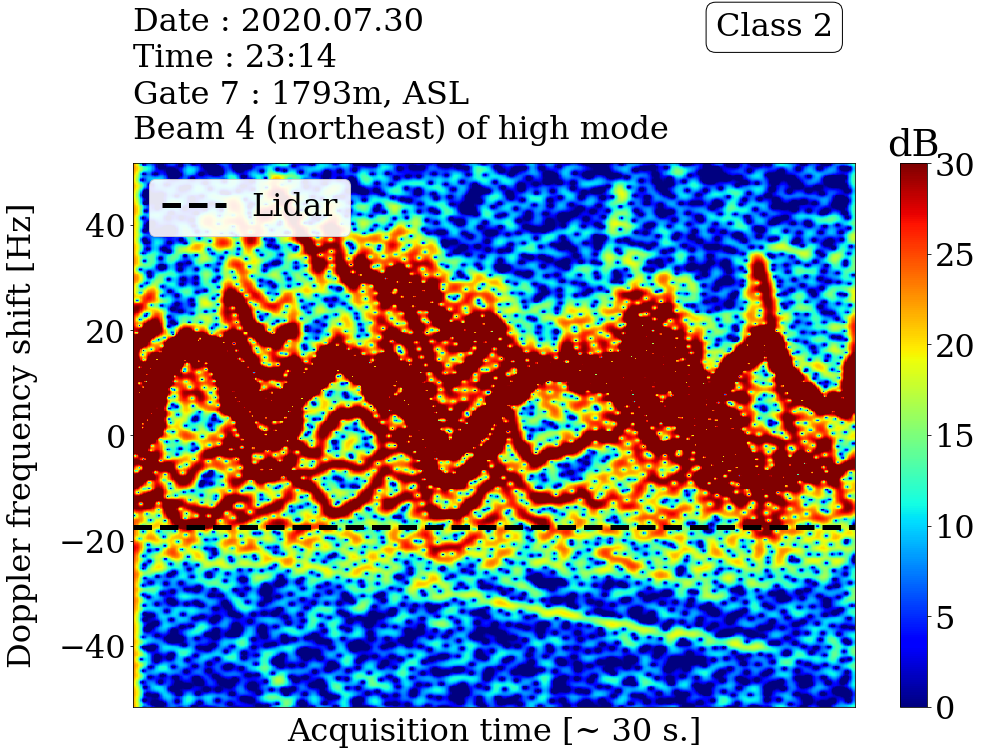 Date : 2020.07.30
Time : 23:14
Gate 7 : 1793m, ASL
Beam 4 (northeast) of high mode
Class 2
dB
Lidar
Doppler frequency shift [Hz]
40
20
0
−20
−40
30
25
20
15
10
5
0
Acquisition time [~ 30 s.]